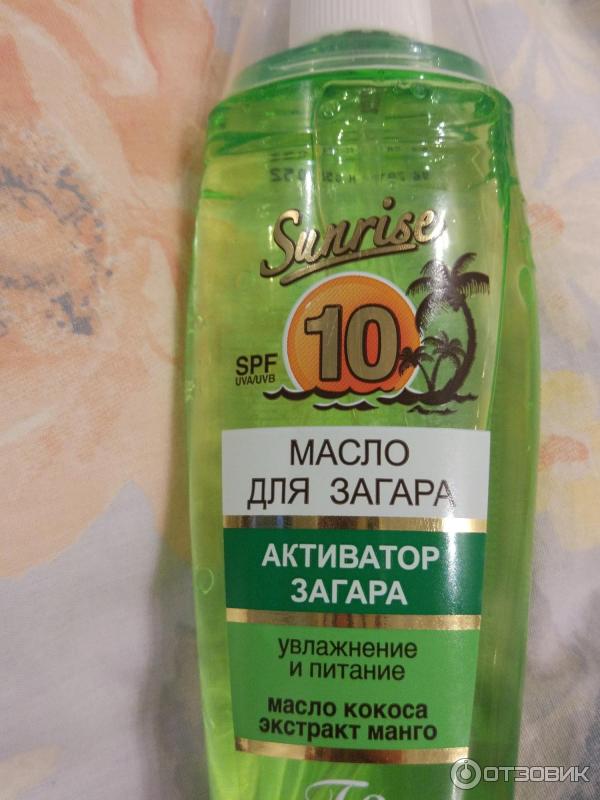 Sunrise
10
SPF
UVA/UVB
МАСЛО
ДЛЯ ЗАГАРА
АКТИВАТОР
ЗАГАРА
увлажнение
и питание
масло кокоса
экстракт манго
ОТЗОВИК